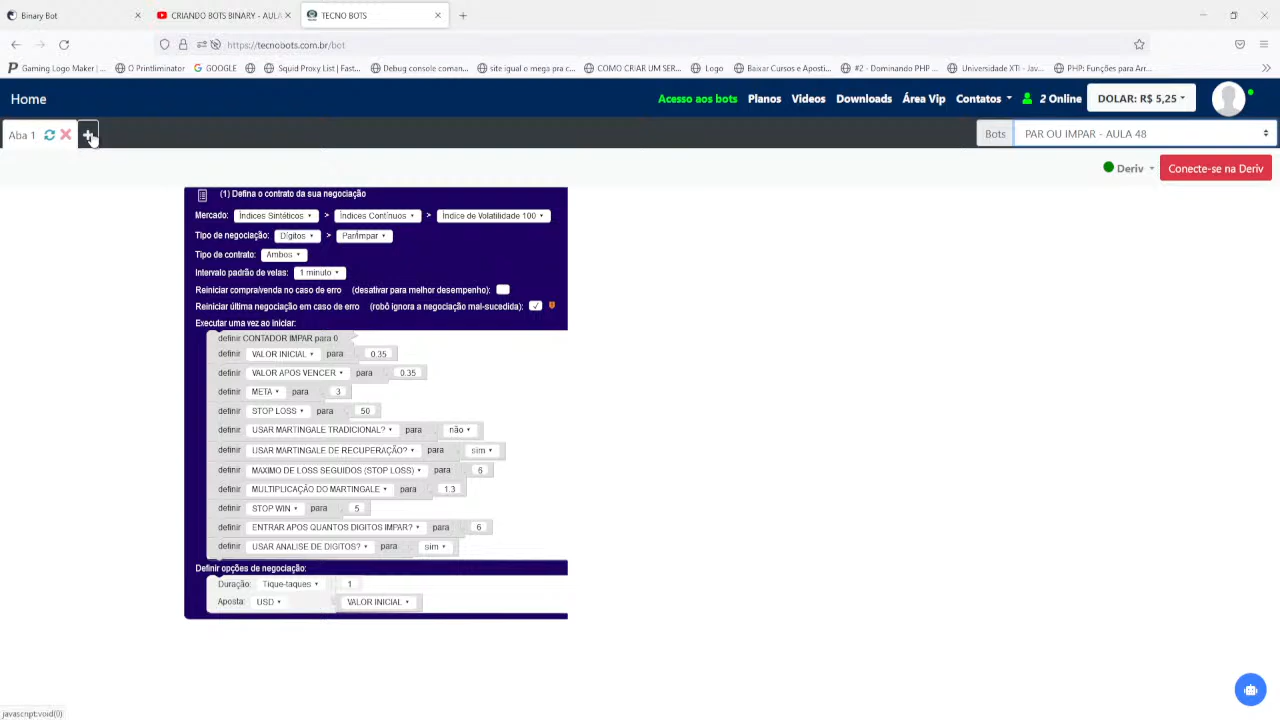 Binary Bot
CRIANDO BOTS BINARY - AULA
TECNO BOTS
https://tecnobots.com.br/bot
Gaming Logo Maker |
O Printliminator
GOOGLE
Squid Proxy List | Fast...
Debug console coman...
site igual o mega pra c...
COMO CRIAR UM SER...
Logo
Baixar Cursos e Aposti...
#2 - Dominando PHP ...
Universidade XTi - Jav...
PHP: Funções para Arr...
Home
Acesso aos bots
Planos
Videos
Downloads
Área Vip
Contatos
2 Online
DOLAR: R$ 5,25
Aba 1
Bots
PAR OU IMPAR - AULA 48
Deriv
Conecte-se na Deriv
(1) Defina o contrato da sua negociação
Mercado: Índices Sintéticos > Índices Contínuos > Índice de Volatilidade 100
Tipo de negociação: Dígitos > Par/Ímpar
Tipo de contrato: Ambos
Intervalo padrão de velas: 1 minuto
Reiniciar compra/venda no caso de erro (desativar para melhor desempenho):
Reiniciar última negociação em caso de erro (robô ignora a negociação mal-sucedida):
Executar uma vez ao iniciar:
definir CONTADOR IMPAR para 0
definir VALOR INICIAL para 0.35
definir VALOR APOS VENCER para 0.35
definir META para 3
definir STOP LOSS para 50
definir USAR MARTINGALE TRADICIONAL? para não
definir USAR MARTINGALE DE RECUPERAÇÃO? para sim
definir MAXIMO DE LOSS SEGUIDOS (STOP LOSS) para 6
definir MULTIPLICAÇÃO DO MARTINGALE para 1.3
definir STOP WIN para 5
definir ENTRAR APOS QUANTOS DIGITOS IMPAR? para 6
definir USAR ANALISE DE DIGITOS? para sim
Definir opções de negociação:
Duração: Tique-taques 1
Aposta: USD VALOR INICIAL
javascript:void(0)